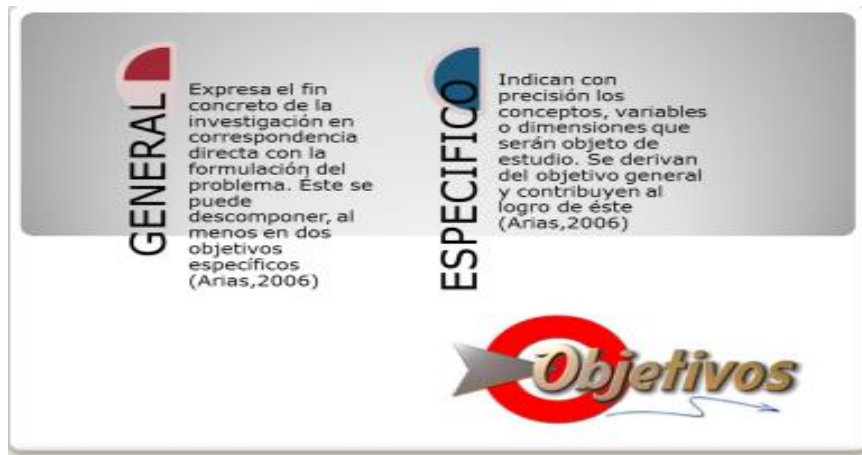 GENERAL
Expresa el fin
concreto de la
investigación en
correspondencia
directa con la
formulación del
problema. Éste se
puede
descomponer, al
menos en dos
objetivos
específicos
(Arias,2006)
ESPECIFICO
Indican con
precisión los
conceptos, variables
o dimensiones que
serán objeto de
estudio. Se derivan
del objetivo general
y contribuyen al
logro de éste
(Arias,2006)
Objetivos